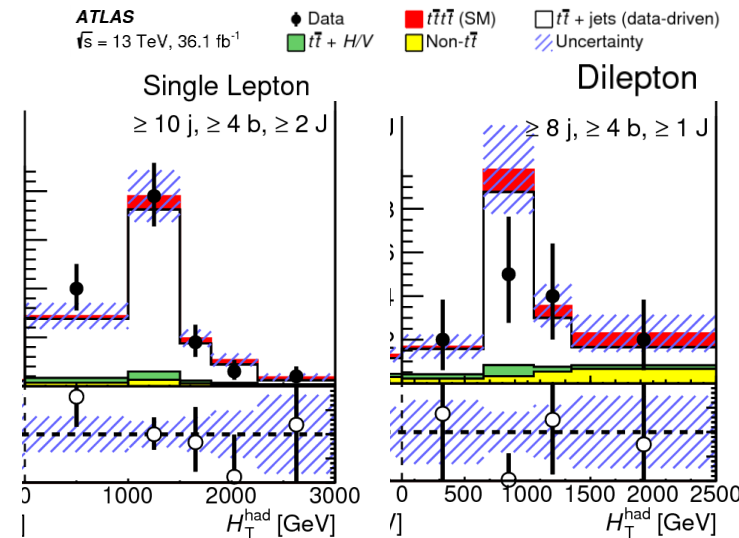 ATLAS
√s = 13 TeV, 36.1 fb⁻¹
Data
tt̄tt̄ (SM)
tt̄ + jets (data-driven)
tt̄ + H/V
Non-tt̄
Uncertainty
Single Lepton
≥ 10 j, ≥ 4 b, ≥ 2 J
0 1000 2000 3000
H_T^had [GeV]
Dilepton
≥ 8 j, ≥ 4 b, ≥ 1 J
0 500 1000 1500 2000 2500
H_T^had [GeV]